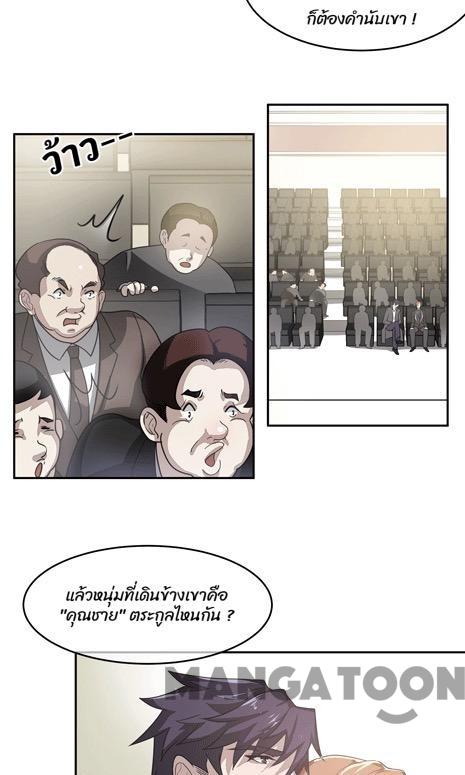 ก็ต้องคำนับเขา !
ว้าว--
แล้วหนุ่มที่เดินข้างเขาคือ
"คุณชาย" ตระกูลไหนกัน ?
MANGATOON